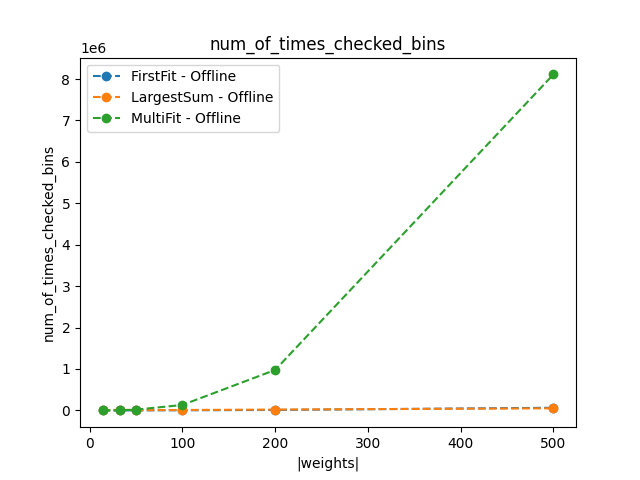 num_of_times_checked_bins
1e6
FirstFit - Offline
LargestSum - Offline
MultiFit - Offline
8
7
6
5
4
3
2
1
0
num_of_times_checked_bins
0 100 200 300 400 500
|weights|